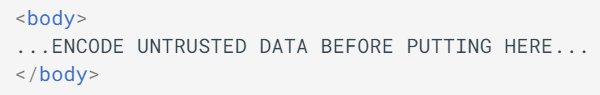 <body>
...ENCODE UNTRUSTED DATA BEFORE PUTTING HERE...
</body>